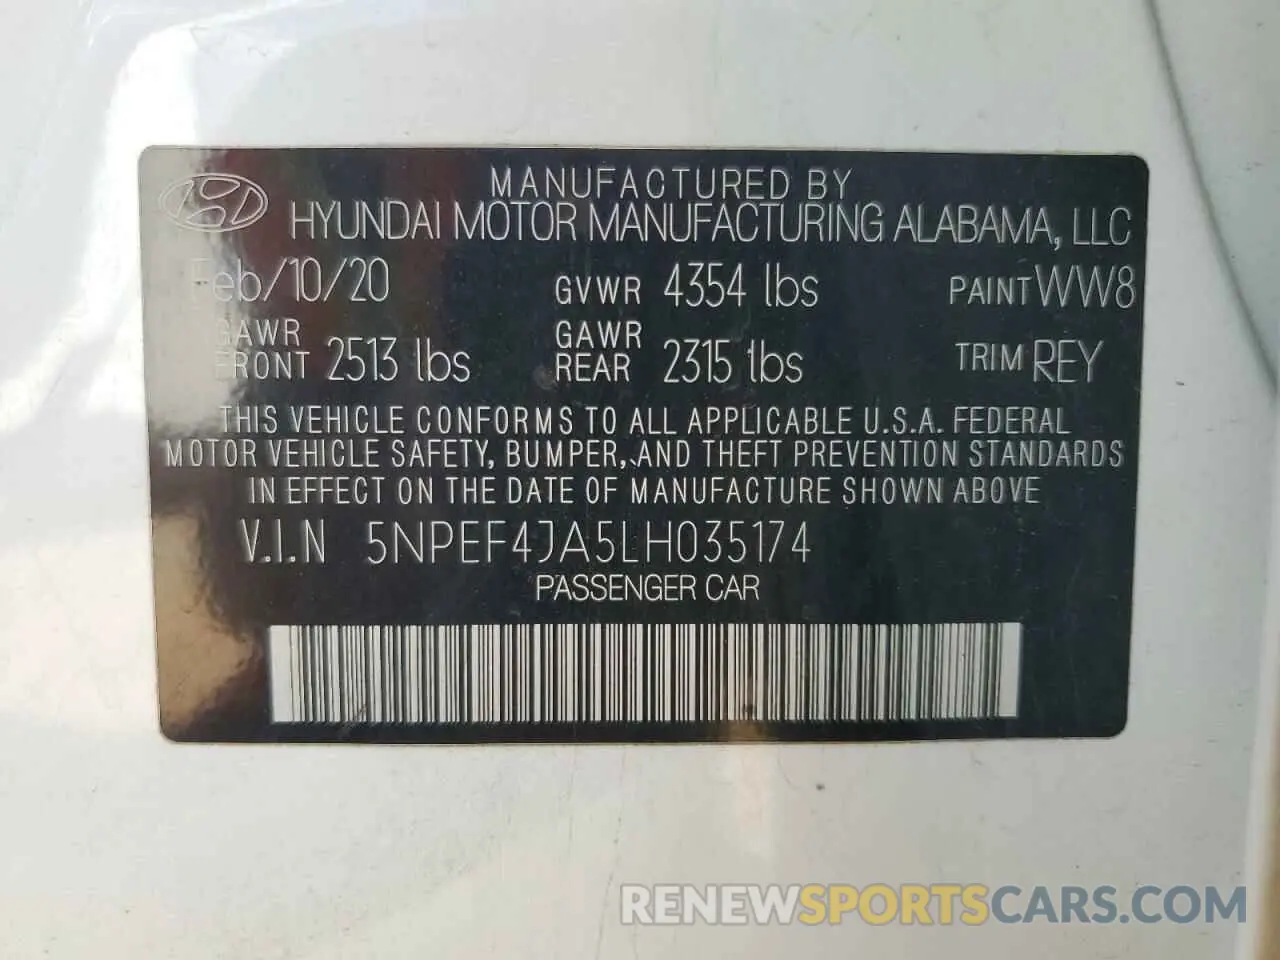 MANUFACTURED BY
HYUNDAI MOTOR MANUFACTURING ALABAMA, LLC
Feb/10/20 GVWR 4354 lbs PAINT WW8
GAWR FRONT 2513 lbs GAWR REAR 2315 lbs TRIM REY
THIS VEHICLE CONFORMS TO ALL APPLICABLE U.S.A. FEDERAL
MOTOR VEHICLE SAFETY, BUMPER, AND THEFT PREVENTION STANDARDS
IN EFFECT ON THE DATE OF MANUFACTURE SHOWN ABOVE
V.I.N 5NPEF4JA5LH035174
PASSENGER CAR
RENEWSPORTSCARS.COM